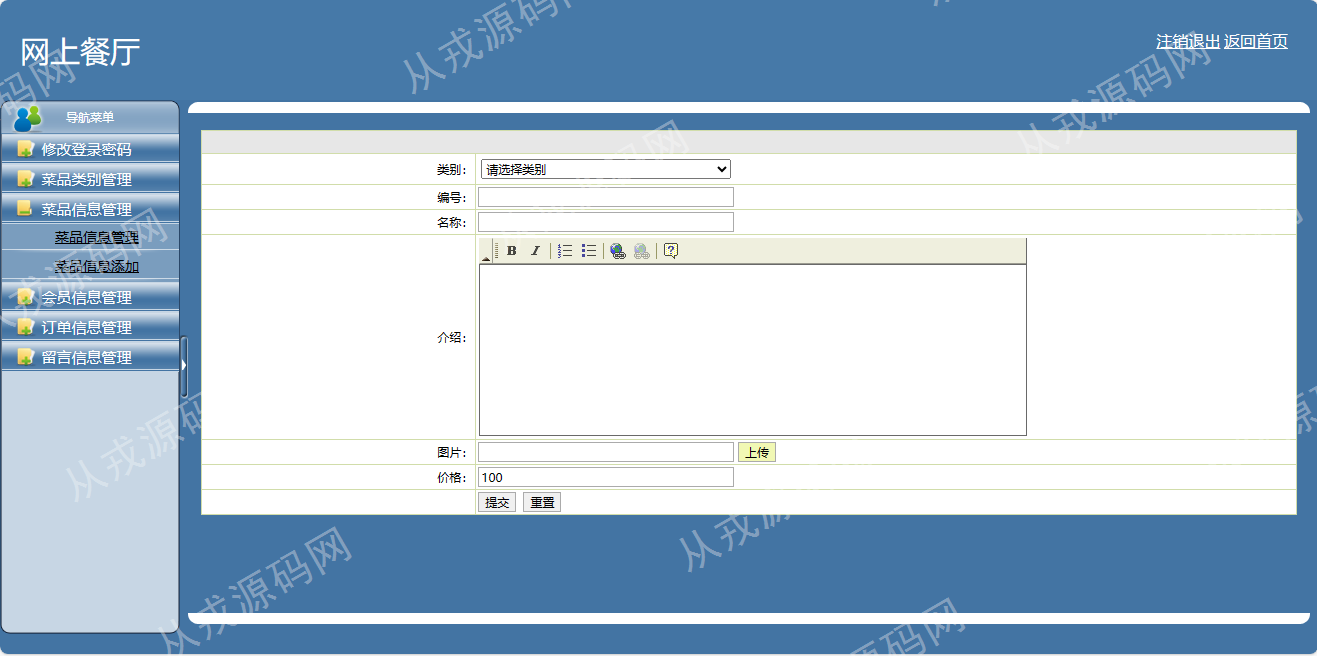 网上餐厅
注销退出 返回首页
导航菜单
修改登录密码
菜品类别管理
菜品信息管理
菜品信息管理
菜品信息添加
会员信息管理
订单信息管理
留言信息管理
类别： 请选择类别
编号：
名称：
B I
介绍：
图片： 上传
价格： 100
提交 重置
从戎源码网
从戎源码网
从戎源码网
从戎源码网
从戎源码网
从戎源码网